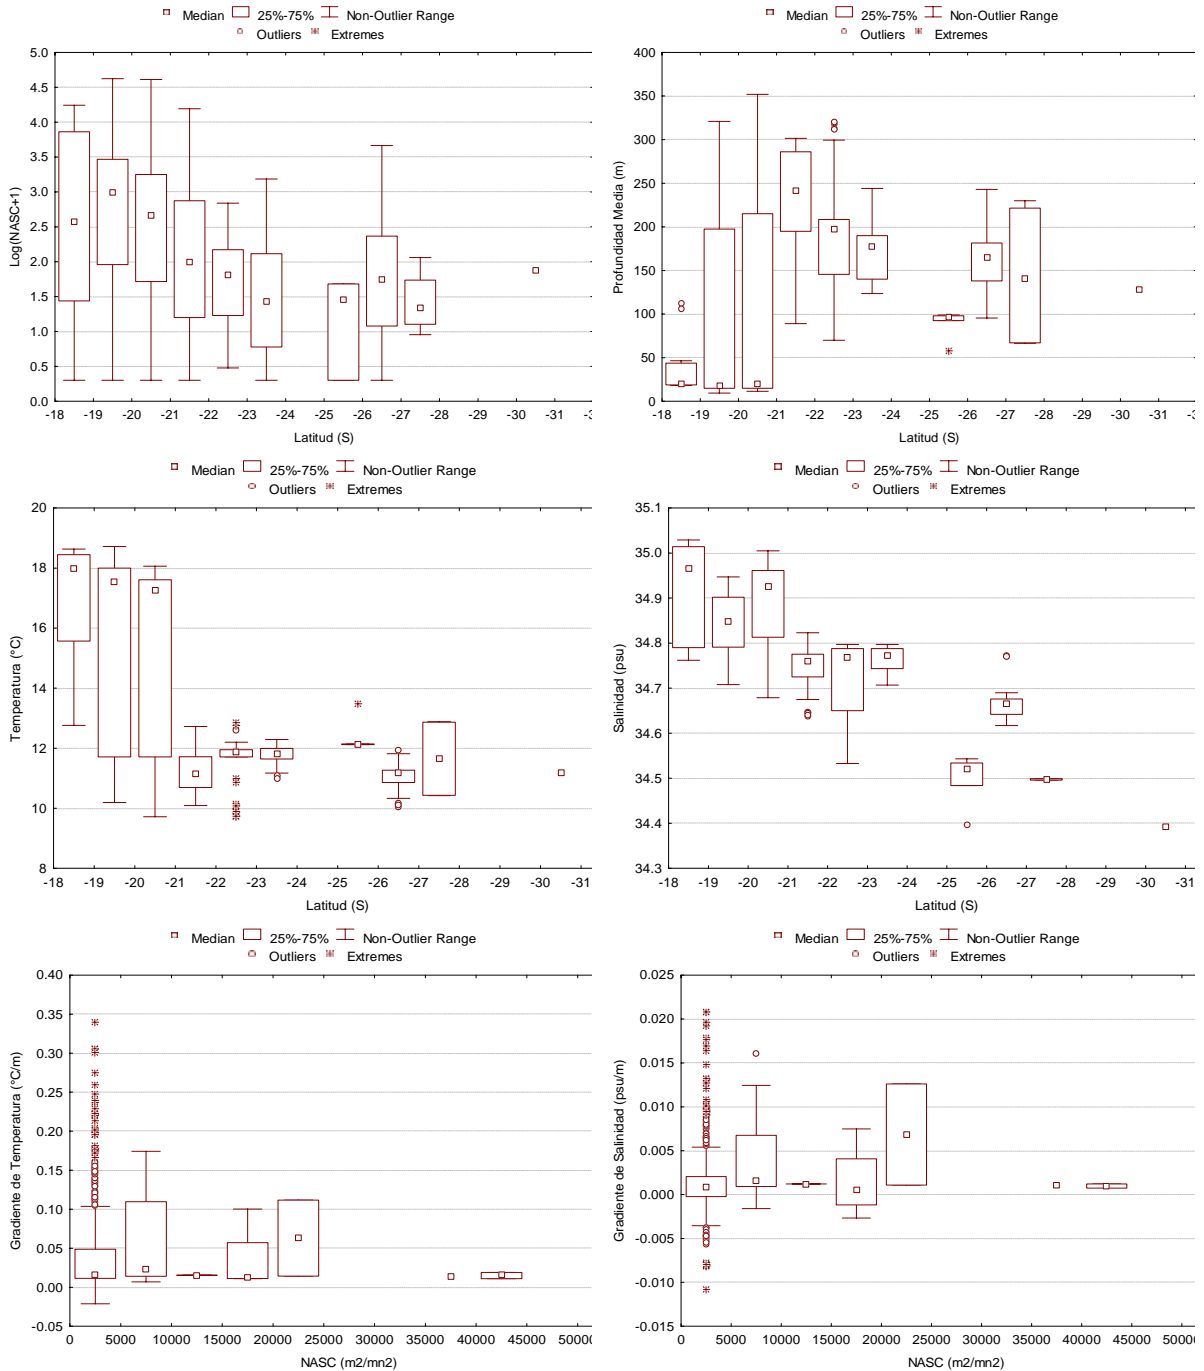 Median 25%-75% Non-Outlier Range
Outliers Extremes
Log(NASC+1)
5.0
4.5
4.0
3.5
3.0
2.5
2.0
1.5
1.0
0.5
0.0
-18 -19 -20 -21 -22 -23 -24 -25 -26 -27 -28 -29 -30 -31
Latitud (S)
Median 25%-75% Non-Outlier Range
Outliers Extremes
Profundidad Media (m)
400
350
300
250
200
150
100
50
0
-18 -19 -20 -21 -22 -23 -24 -25 -26 -27 -28 -29 -30 -31
Latitud (S)
Median 25%-75% Non-Outlier Range
Outliers Extremes
Temperatura (°C)
20
18
16
14
12
10
8
-18 -19 -20 -21 -22 -23 -24 -25 -26 -27 -28 -29 -30 -31
Latitud (S)
Median 25%-75% Non-Outlier Range
Outliers Extremes
Salinidad (psu)
35.1
35.0
34.9
34.8
34.7
34.6
34.5
34.4
34.3
-18 -19 -20 -21 -22 -23 -24 -25 -26 -27 -28 -29 -30 -31
Latitud (S)
Median 25%-75% Non-Outlier Range
Outliers Extremes
Gradiente de Temperatura (°C/m)
0.40
0.35
0.30
0.25
0.20
0.15
0.10
0.05
0.00
-0.05
0 5000 10000 15000 20000 25000 30000 35000 40000 45000 50000
NASC (m2/mn2)
Median 25%-75% Non-Outlier Range
Outliers Extremes
Gradiente de Salinidad (psu/m)
0.025
0.020
0.015
0.010
0.005
0.000
-0.005
-0.010
-0.015
0 5000 10000 15000 20000 25000 30000 35000 40000 45000
NASC (m2/mn2)